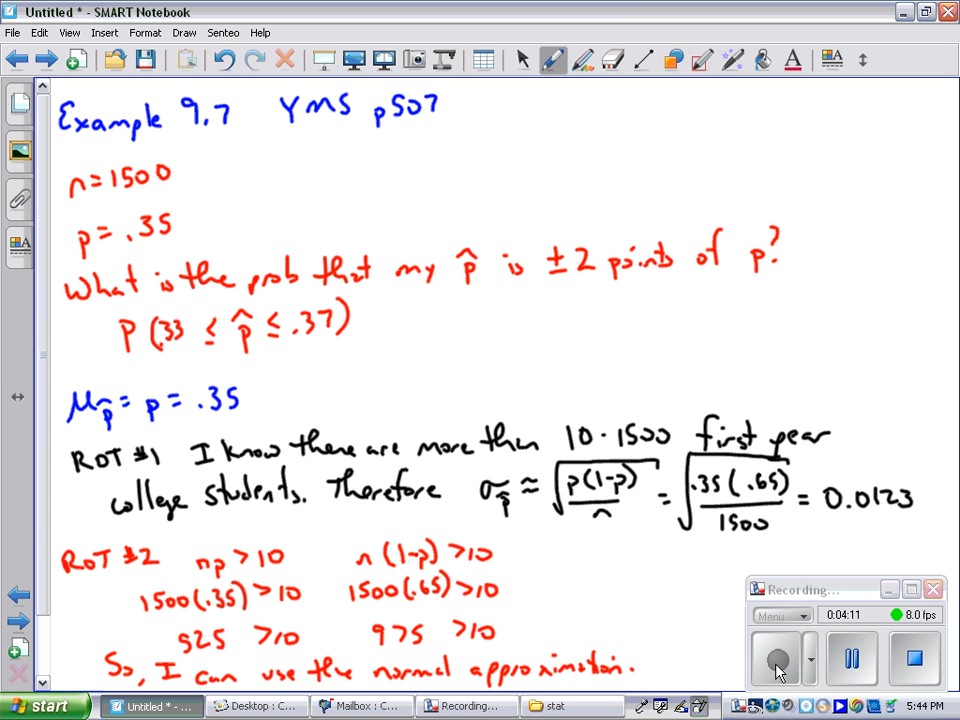 Untitled * - SMART Notebook
File Edit View Insert Format Draw Senteo Help
Example 9.7 YMS p507
n=1500
p = .35
What is the prob that my p̂ is ±2 points of p?
P(.33 ≤ p̂ ≤ .37)
μp̂ = p = .35
ROT #1 I know there are more then 10·1500 first year
college students. Therefore σp̂ ≈ √(p(1-p)/n) = √(.35(.65)/1500) = 0.0123
ROT #2 np > 10 n(1-p) > 10
1500(.35) > 10 1500(.65) > 10
525 > 10 975 > 10
So, I can use the normal approximation.
Recording...
Menu 0:04:11 8.0 fps
start Untitled * - ... Desktop : C... Mailbox : C... Recording... stat 5:44 PM